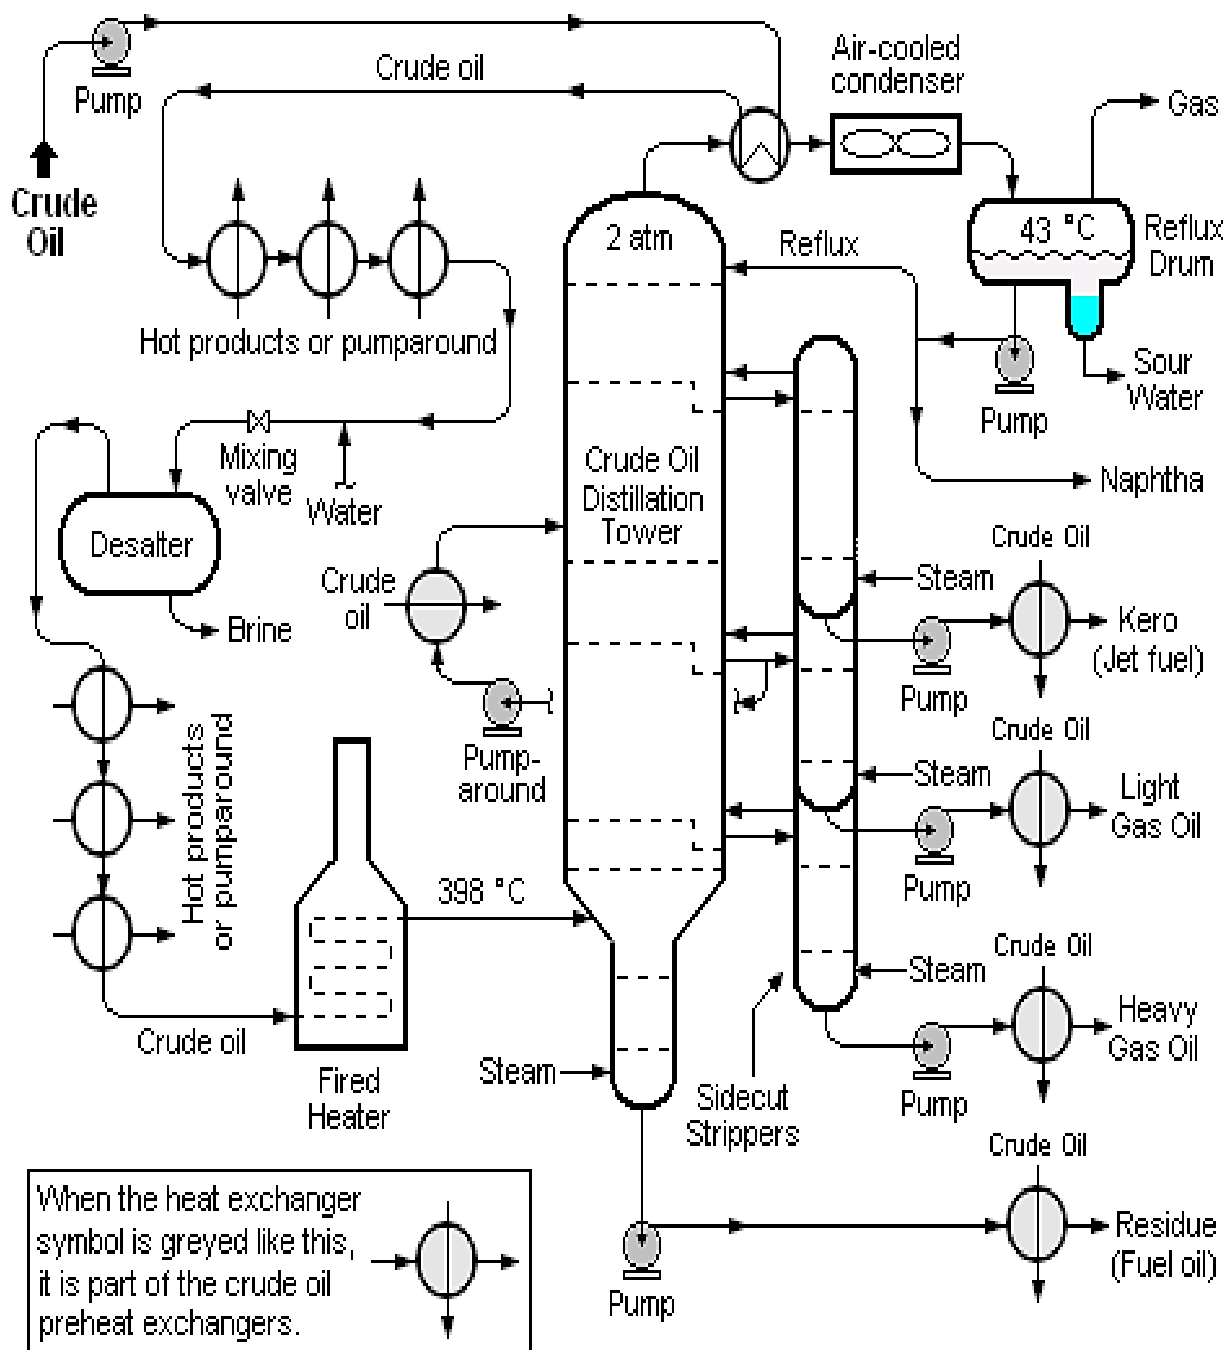 Crude oil
Pump
Crude
Oil
Air-cooled
condenser
Gas
2 atm
Reflux
43 °C
Reflux
Drum
Hot products or pumparound
Pump
Sour
Water
Naphtha
Mixing
valve
Water
Desalter
Brine
Crude Oil
Distillation
Tower
Crude
oil
Pump-
around
Steam
Crude Oil
Pump
Kero
(Jet fuel)
Steam
Crude Oil
Pump
Light
Gas Oil
Hot products
or pumparound
398 °C
Crude oil
Fired
Heater
Steam
Sidecut
Strippers
Steam
Crude Oil
Pump
Heavy
Gas Oil
Crude Oil
Pump
Residue
(Fuel oil)
When the heat exchanger
symbol is greyed like this,
it is part of the crude oil
preheat exchangers.